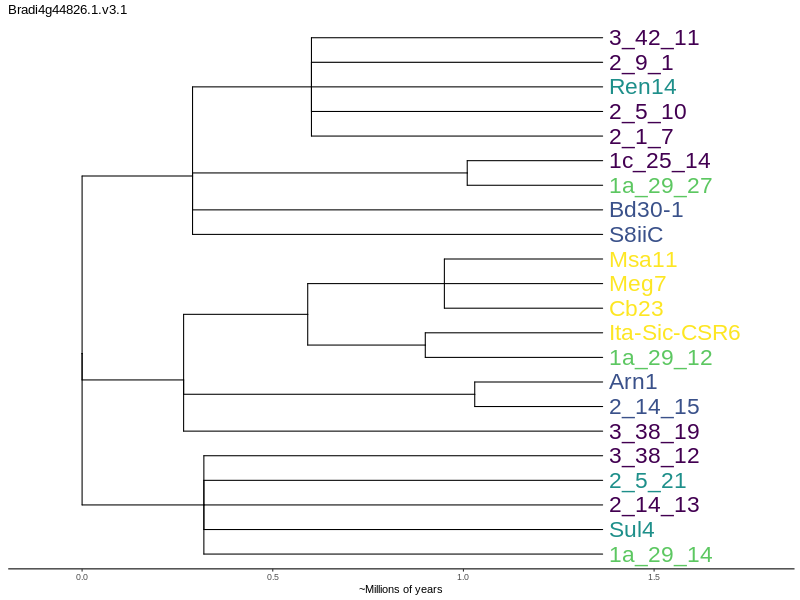 Bradi4g44826.1.v3.1
3_42_11
2_9_1
Ren14
2_5_10
2_1_7
1c_25_14
1a_29_27
Bd30-1
S8iiC
Msa11
Meg7
Cb23
Ita-Sic-CSR6
1a_29_12
Arn1
2_14_15
3_38_19
3_38_12
2_5_21
2_14_13
Sul4
1a_29_14
0.0 0.5 1.0 1.5
~Millions of years